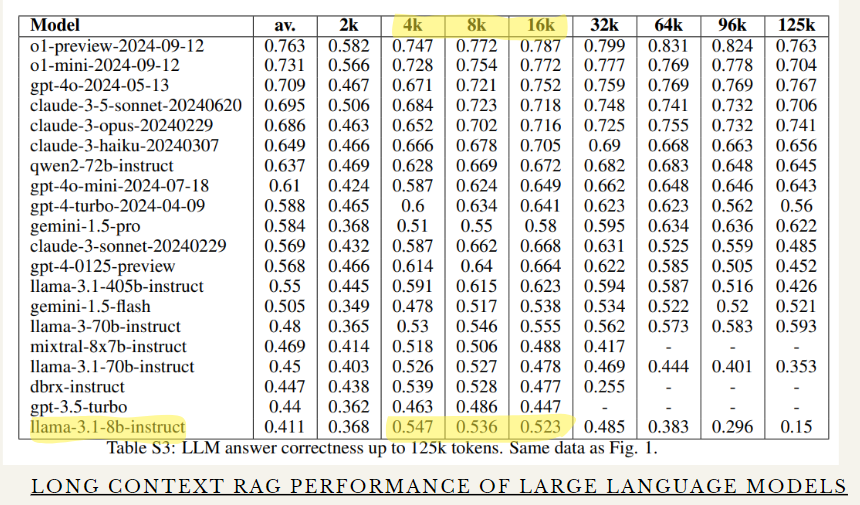 Model av. 2k 4k 8k 16k 32k 64k 96k 125k
o1-preview-2024-09-12 0.763 0.582 0.747 0.772 0.787 0.799 0.831 0.824 0.763
o1-mini-2024-09-12 0.731 0.566 0.728 0.754 0.772 0.777 0.769 0.778 0.704
gpt-4o-2024-05-13 0.709 0.467 0.671 0.721 0.752 0.759 0.769 0.769 0.767
claude-3-5-sonnet-20240620 0.695 0.506 0.684 0.723 0.718 0.748 0.741 0.732 0.706
claude-3-opus-20240229 0.686 0.463 0.652 0.702 0.716 0.725 0.755 0.732 0.741
claude-3-haiku-20240307 0.649 0.466 0.666 0.678 0.705 0.69 0.668 0.663 0.656
qwen2-72b-instruct 0.637 0.469 0.628 0.669 0.672 0.682 0.683 0.648 0.645
gpt-4o-mini-2024-07-18 0.61 0.424 0.587 0.624 0.649 0.662 0.648 0.646 0.643
gpt-4-turbo-2024-04-09 0.588 0.465 0.6 0.634 0.641 0.623 0.623 0.562 0.56
gemini-1.5-pro 0.584 0.368 0.51 0.55 0.58 0.595 0.634 0.636 0.622
claude-3-sonnet-20240229 0.569 0.432 0.587 0.662 0.668 0.631 0.525 0.559 0.485
gpt-4-0125-preview 0.568 0.466 0.614 0.64 0.664 0.622 0.585 0.505 0.452
llama-3.1-405b-instruct 0.55 0.445 0.591 0.615 0.623 0.594 0.587 0.516 0.426
gemini-1.5-flash 0.505 0.349 0.478 0.517 0.538 0.534 0.522 0.52 0.521
llama-3-70b-instruct 0.48 0.365 0.53 0.546 0.555 0.562 0.573 0.583 0.593
mixtral-8x7b-instruct 0.469 0.414 0.518 0.506 0.488 0.417 - - -
llama-3.1-70b-instruct 0.45 0.403 0.526 0.527 0.478 0.469 0.444 0.401 0.353
dbrx-instruct 0.447 0.438 0.539 0.528 0.477 0.255 - - -
gpt-3.5-turbo 0.44 0.362 0.463 0.486 0.447 - - - -
llama-3.1-8b-instruct 0.411 0.368 0.547 0.536 0.523 0.485 0.383 0.296 0.15
Table S3: LLM answer correctness up to 125k tokens. Same data as Fig. 1.
LONG CONTEXT RAG PERFORMANCE OF LARGE LANGUAGE MODELS